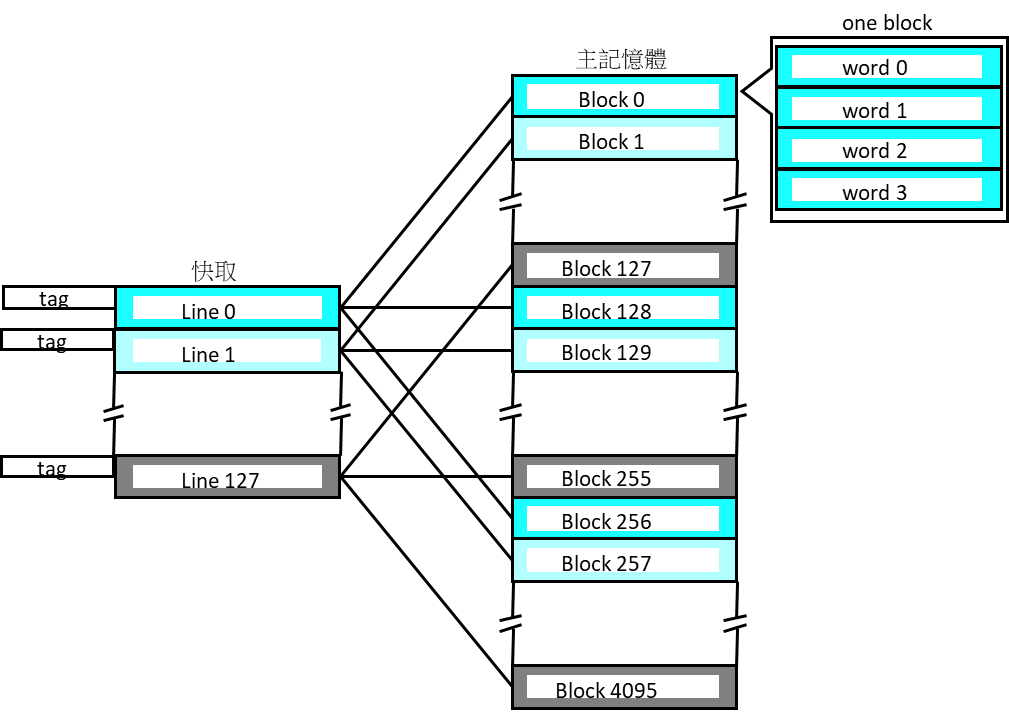 one block
word 0
word 1
word 2
word 3
主記憶體
Block 0
Block 1
Block 127
Block 128
Block 129
Block 255
Block 256
Block 257
Block 4095
快取
tag
Line 0
tag
Line 1
tag
Line 127